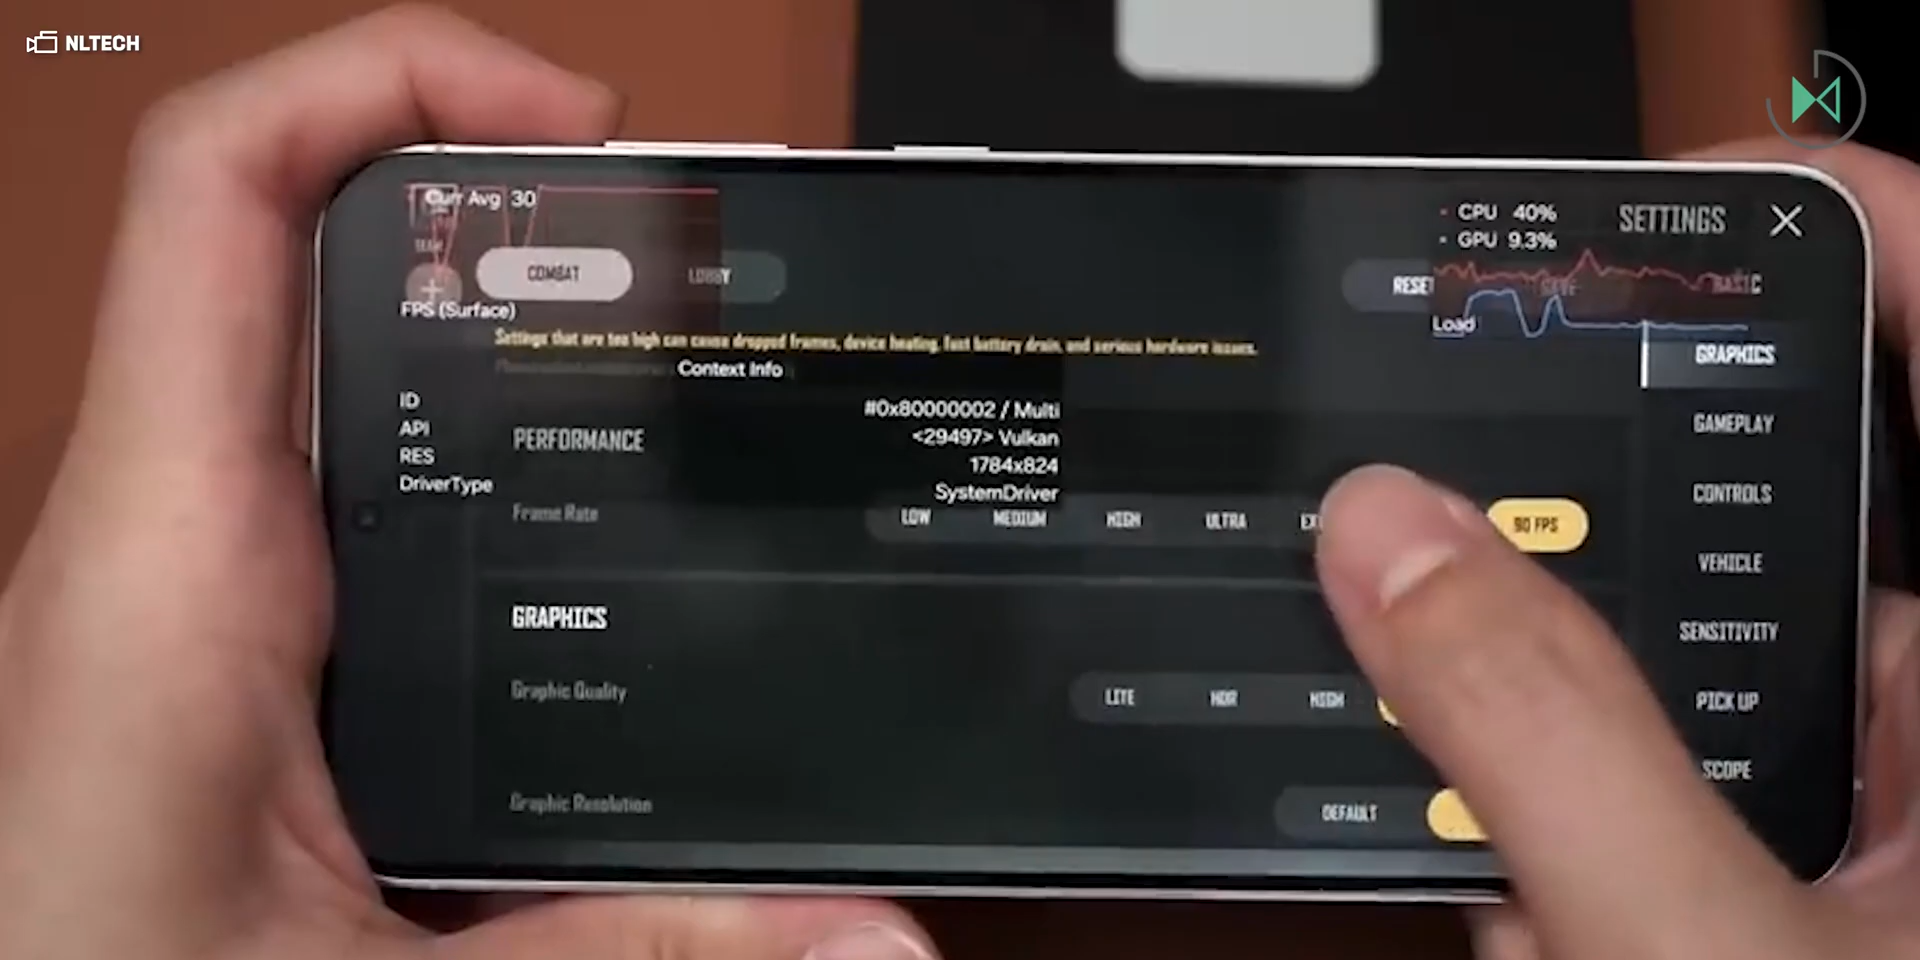 NLTECH
Curr Avg 30
CPU 40%
GPU 9.3%
SETTINGS
TEAM
COMBAT
LOBBY
RESET
SAVE
BASIC
FPS (Surface)
Load
Settings that are too high can cause dropped frames, device heating, fast battery drain, and serious hardware issues.
GRAPHICS
Context Info
ID
#0x80000002 / Multi
API
<29497> Vulkan
RES
1784x824
DriverType
SystemDriver
PERFORMANCE
GAMEPLAY
CONTROLS
Frame Rate
LOW
MEDIUM
HIGH
ULTRA
90 FPS
VEHICLE
GRAPHICS
SENSITIVITY
Graphic Quality
LITE
HDR
HIGH
PICK UP
SCOPE
Graphic Resolution
DEFAULT